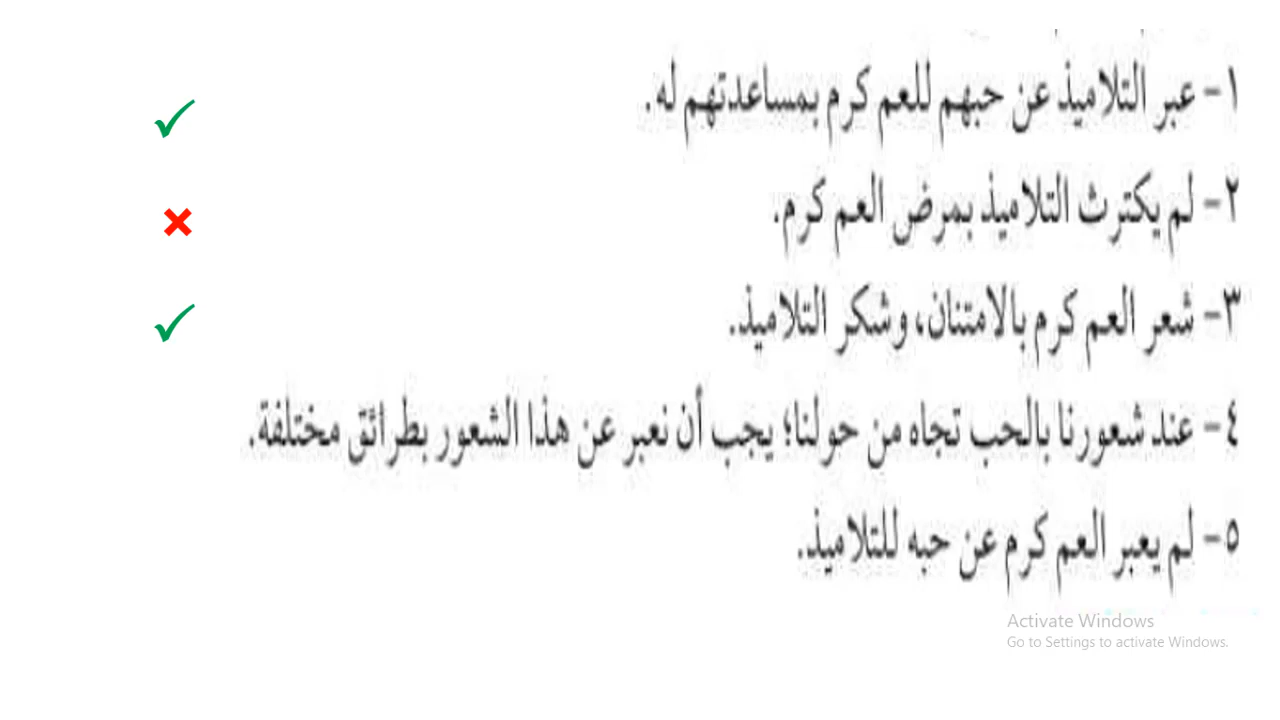 ١- عبر التلاميذ عن حبهم للعم كرم بمساعدتهم له.
٢- لم يكترث التلاميذ بمرض العم كرم.
٣- شعر العم كرم بالامتنان، وشكر التلاميذ.
٤- عند شعورنا بالحب تجاه من حولنا؛ يجب أن نعبر عن هذا الشعور بطرائق مختلفة.
٥- لم يعبر العم كرم عن حبه للتلاميذ.
Activate Windows
Go to Settings to activate Windows.